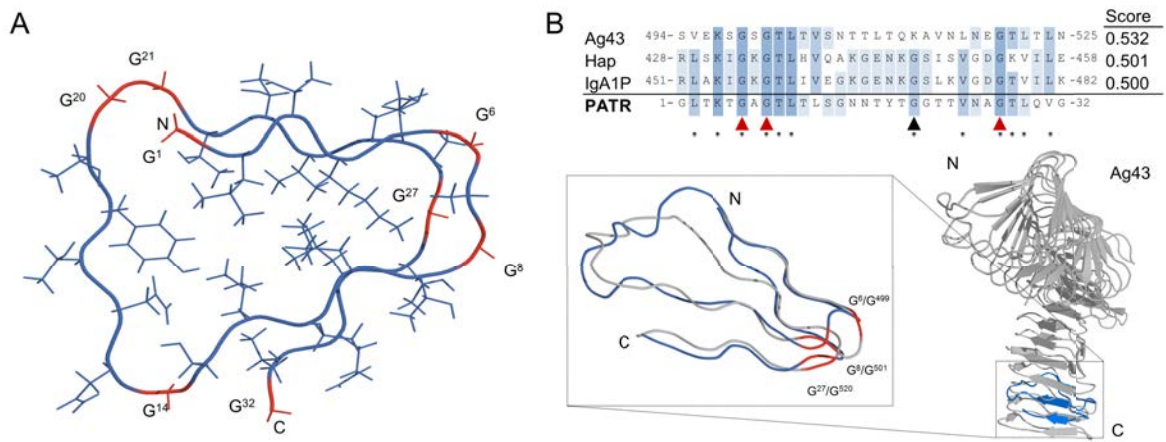 A
G²¹
G²⁰
N
G¹
G⁶
G²⁷
G⁸
G¹⁴
G³²
C
B
Score
Ag43 494- S V E K S G S G T L T V S N T T L T Q K A V N L N E G T L T L N -525 0.532
Hap 428- R L S K I G K G T L H V Q A K G E N K G S I S V G D G K V I L E -458 0.501
IgA1P 451- R L A K I G K G T L I V E G K G E N K G S L K V G D G T V I L K -482 0.500
PATR 1- G L T K T G A G T L T L S G N N T Y T G G T T V N A G T L Q V G -32
* * * * * * * * * * *
N
G⁶/G⁴⁹⁹
G⁸/G⁵⁰¹
G²⁷/G⁵²⁰
C
N
Ag43
C